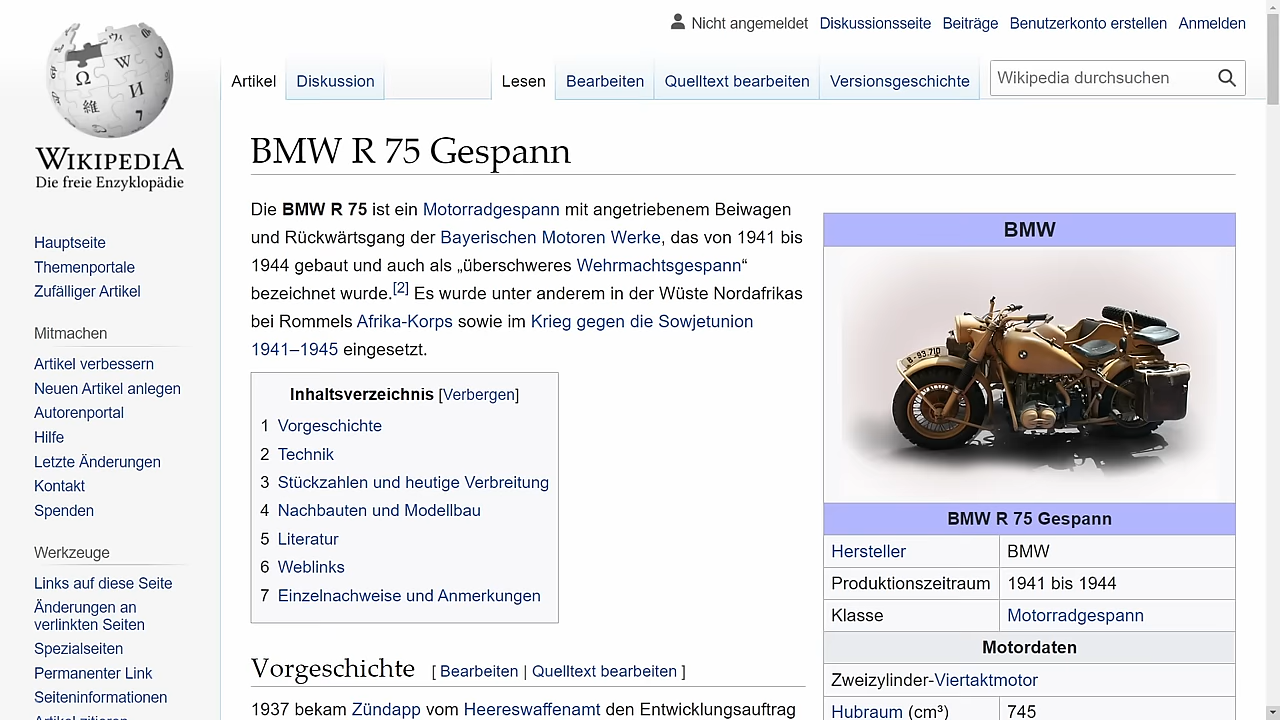 Nicht angemeldet Diskussionsseite Beiträge Benutzerkonto erstellen Anmelden
Artikel Diskussion Lesen Bearbeiten Quelltext bearbeiten Versionsgeschichte Wikipedia durchsuchen
WIKIPEDIA
Die freie Enzyklopädie
Hauptseite
Themenportale
Zufälliger Artikel
Mitmachen
Artikel verbessern
Neuen Artikel anlegen
Autorenportal
Hilfe
Letzte Änderungen
Kontakt
Spenden
Werkzeuge
Links auf diese Seite
Änderungen an
verlinkten Seiten
Spezialseiten
Permanenter Link
Seiteninformationen
Artikel zitieren
BMW R 75 Gespann
Die BMW R 75 ist ein Motorradgespann mit angetriebenem Beiwagen
und Rückwärtsgang der Bayerischen Motoren Werke, das von 1941 bis
1944 gebaut und auch als „überschweres Wehrmachtsgespann“
bezeichnet wurde.[2] Es wurde unter anderem in der Wüste Nordafrikas
bei Rommels Afrika-Korps sowie im Krieg gegen die Sowjetunion
1941–1945 eingesetzt.
Inhaltsverzeichnis [Verbergen]
1 Vorgeschichte
2 Technik
3 Stückzahlen und heutige Verbreitung
4 Nachbauten und Modellbau
5 Literatur
6 Weblinks
7 Einzelnachweise und Anmerkungen
Vorgeschichte [ Bearbeiten | Quelltext bearbeiten ]
1937 bekam Zündapp vom Heereswaffenamt den Entwicklungsauftrag
BMW
BMW R 75 Gespann
Hersteller BMW
Produktionszeitraum 1941 bis 1944
Klasse Motorradgespann
Motordaten
Zweizylinder-Viertaktmotor
Hubraum (cm³) 745